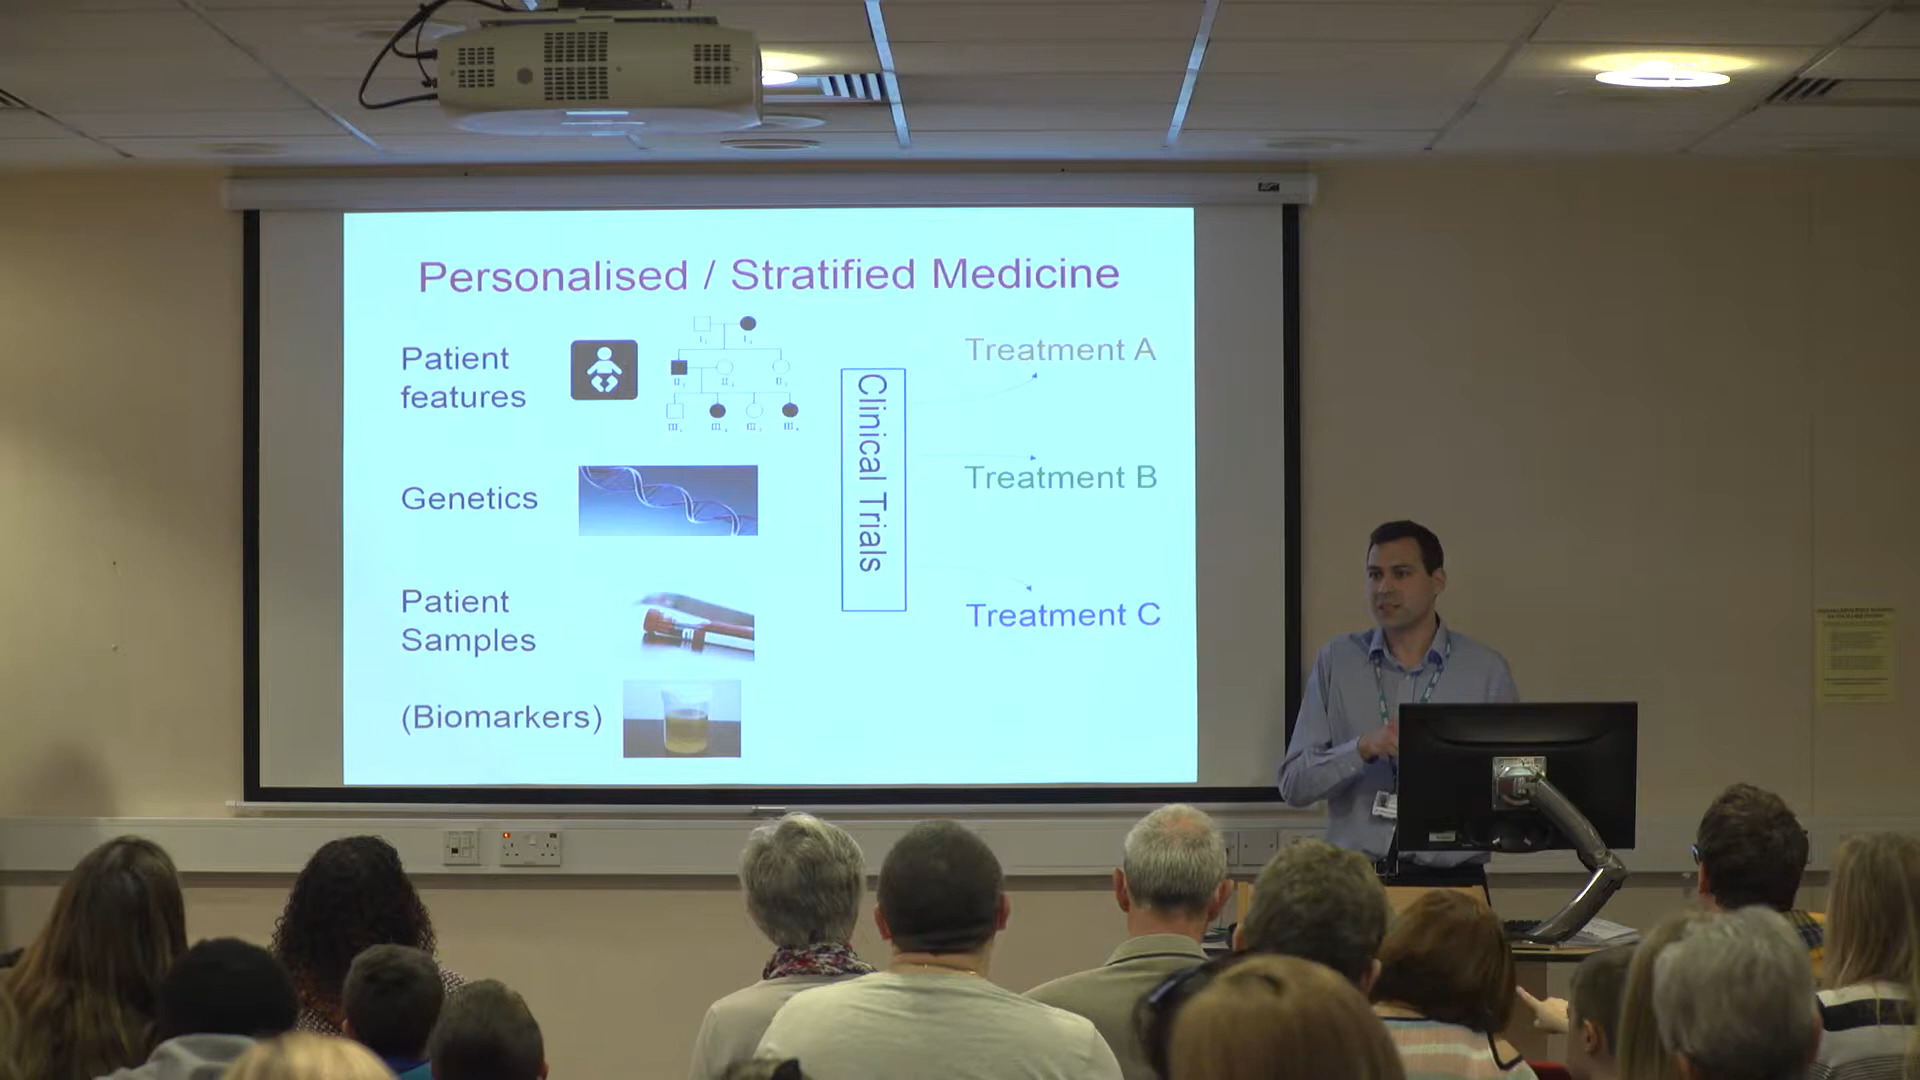 Personalised / Stratified Medicine
Patient
features
Genetics
Patient
Samples
(Biomarkers)
Clinical Trials
Treatment A
Treatment B
Treatment C